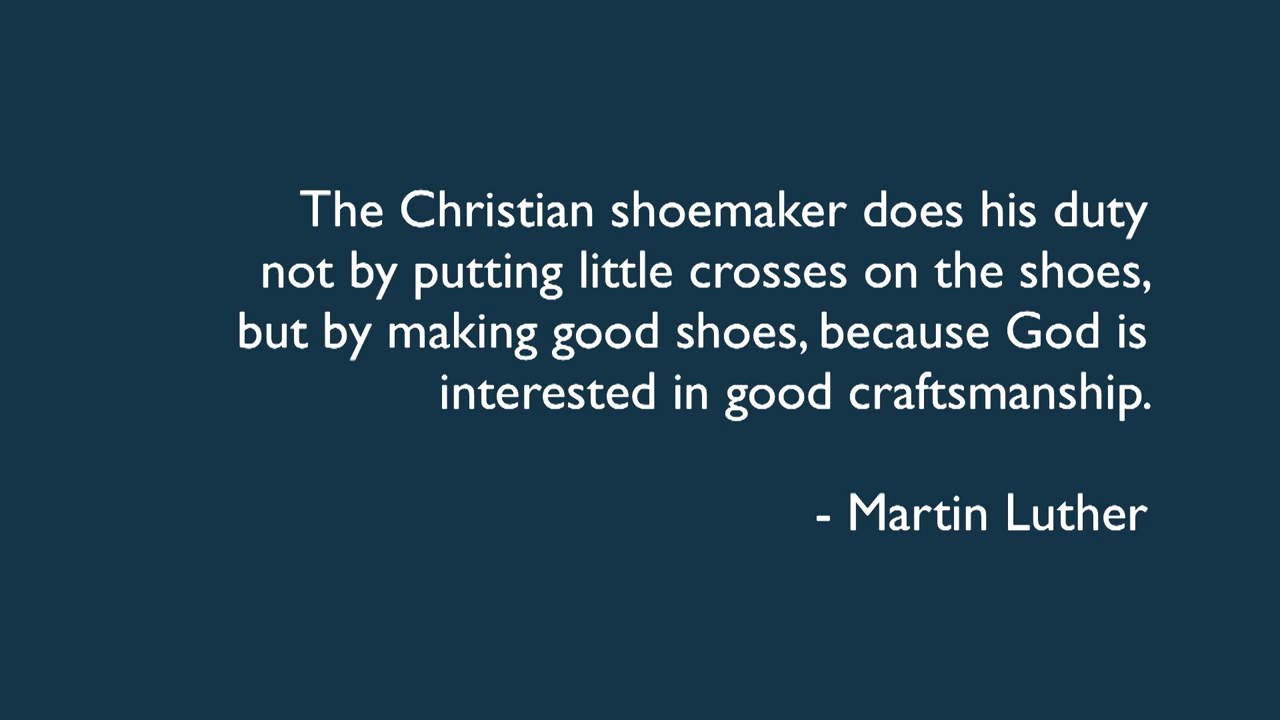 The Christian shoemaker does his duty
not by putting little crosses on the shoes,
but by making good shoes, because God is
interested in good craftsmanship.
- Martin Luther